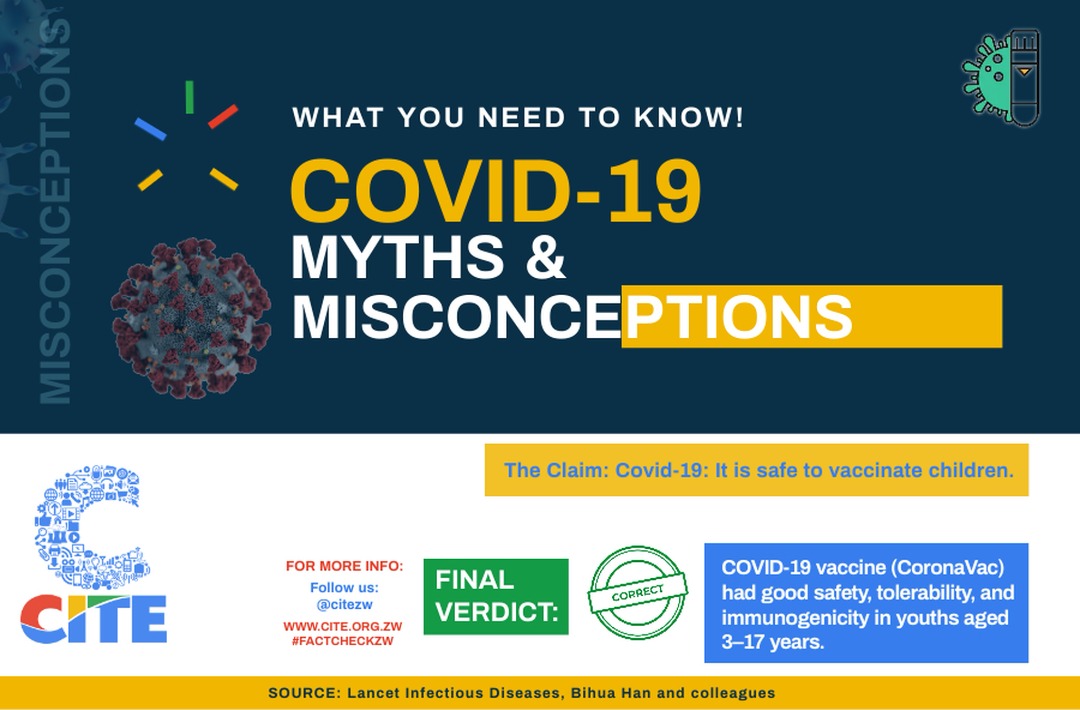 MISCONCEPTIONS
WHAT YOU NEED TO KNOW!
COVID-19
MYTHS &
MISCONCEPTIONS
The Claim: Covid-19: It is safe to vaccinate children.
C
CITE
FOR MORE INFO:
Follow us:
@citezw
WWW.CITE.ORG.ZW
#FACTCHECKZW
FINAL
VERDICT:
CORRECT
COVID-19 vaccine (CoronaVac)
had good safety, tolerability, and
immunogenicity in youths aged
3–17 years.
SOURCE: Lancet Infectious Diseases, Bihua Han and colleagues